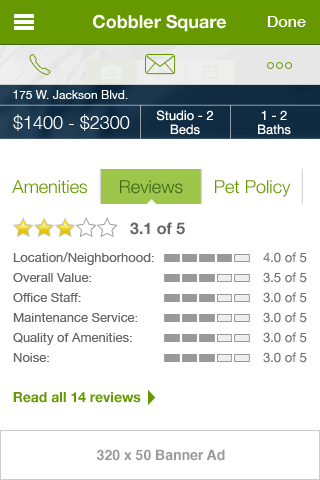 Cobbler Square Done
175 W. Jackson Blvd.
$1400 - $2300
Studio - 2
Beds
1 - 2
Baths
Amenities Reviews Pet Policy
3.1 of 5
Location/Neighborhood: 4.0 of 5
Overall Value: 3.5 of 5
Office Staff: 3.0 of 5
Maintenance Service: 3.0 of 5
Quality of Amenities: 3.0 of 5
Noise: 3.0 of 5
Read all 14 reviews
320 x 50 Banner Ad